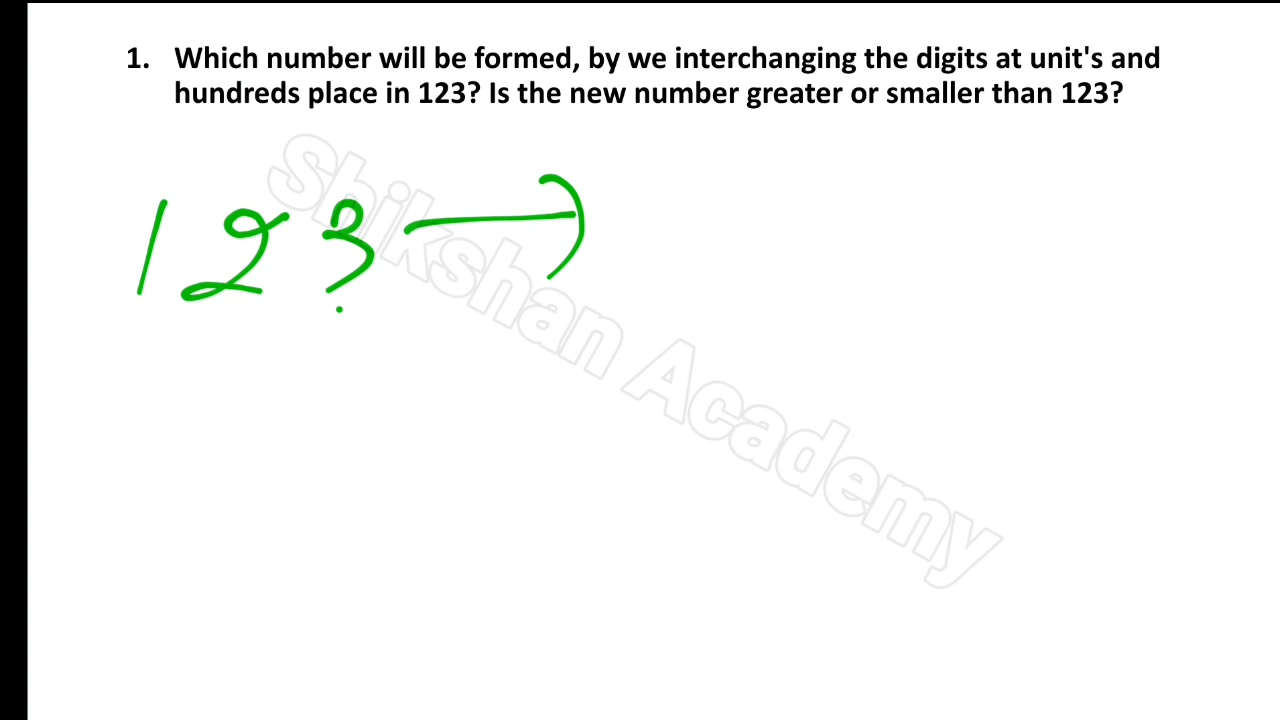 1. Which number will be formed, by we interchanging the digits at unit's and
hundreds place in 123? Is the new number greater or smaller than 123?
123
Shikshan Academy